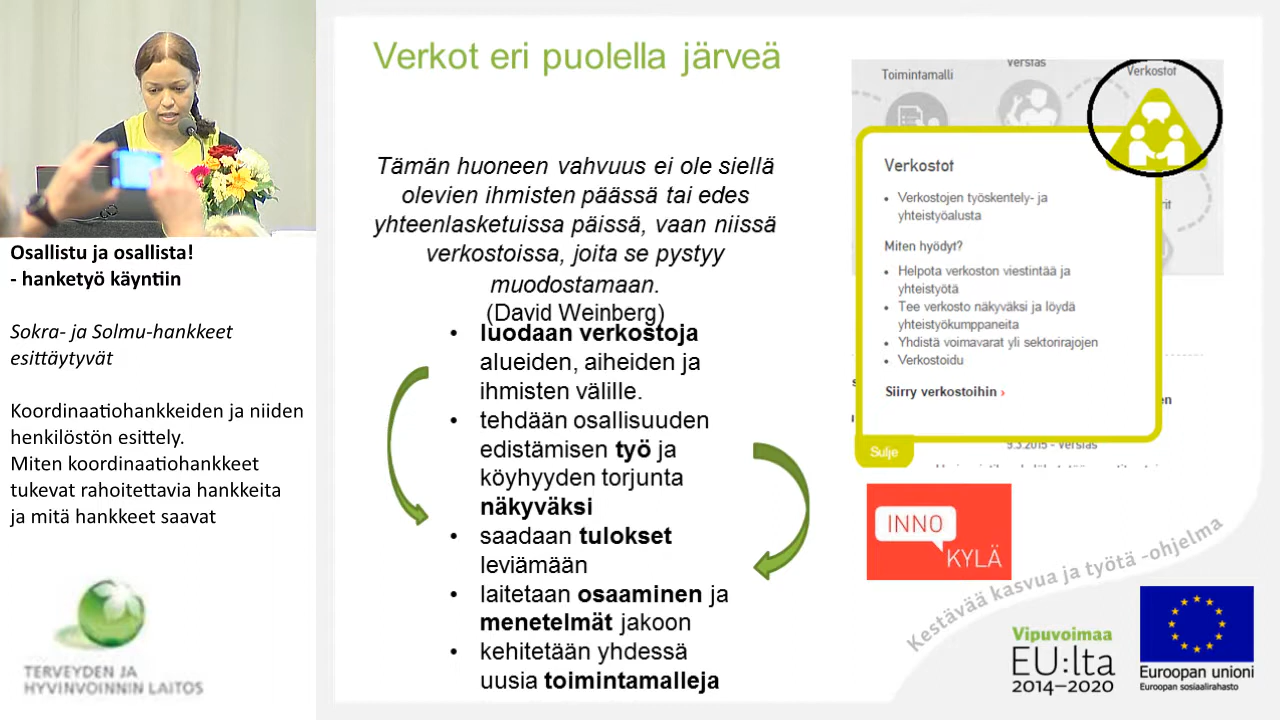 Osallistu ja osallista!
- hanketyö käyntiin
Sokra- ja Solmu-hankkeet
esittäytyvät
Koordinaatiohankkeiden ja niiden
henkilöstön esittely.
Miten koordinaatiohankkeet
tukevat rahoitettavia hankkeita
ja mitä hankkeet saavat
TERVEYDEN JA
HYVINVOINNIN LAITOS
Verkot eri puolella järveä
Tämän huoneen vahvuus ei ole siellä
olevien ihmisten päässä tai edes
yhteenlasketuissa päissä, vaan niissä
verkostoissa, joita se pystyy
muodostamaan.
(David Weinberg)
• luodaan verkostoja
alueiden, aiheiden ja
ihmisten välille.
• tehdään osallisuuden
edistämisen työ ja
köyhyyden torjunta
näkyväksi
• saadaan tulokset
leviämään
• laitetaan osaaminen ja
menetelmät jakoon
• kehitetään yhdessä
uusia toimintamalleja
Toimintamalli
Verstas
Verkostot
Verkostot
• Verkostojen työskentely- ja
yhteistyöalusta
Miten hyödyt?
• Helpota verkoston viestintää ja
yhteistyötä
• Tee verkosto näkyväksi ja löydä
yhteistyökumppaneita
• Yhdistä voimavarat yli sektorirajojen
• Verkostoidu
Siirry verkostoihin ›
Sulje
9.3.2015 - Verstas
INNO
KYLÄ
Kestävää kasvua ja työtä -ohjelma
Vipuvoimaa
EU:lta
2014–2020
Euroopan unioni
Euroopan sosiaalirahasto